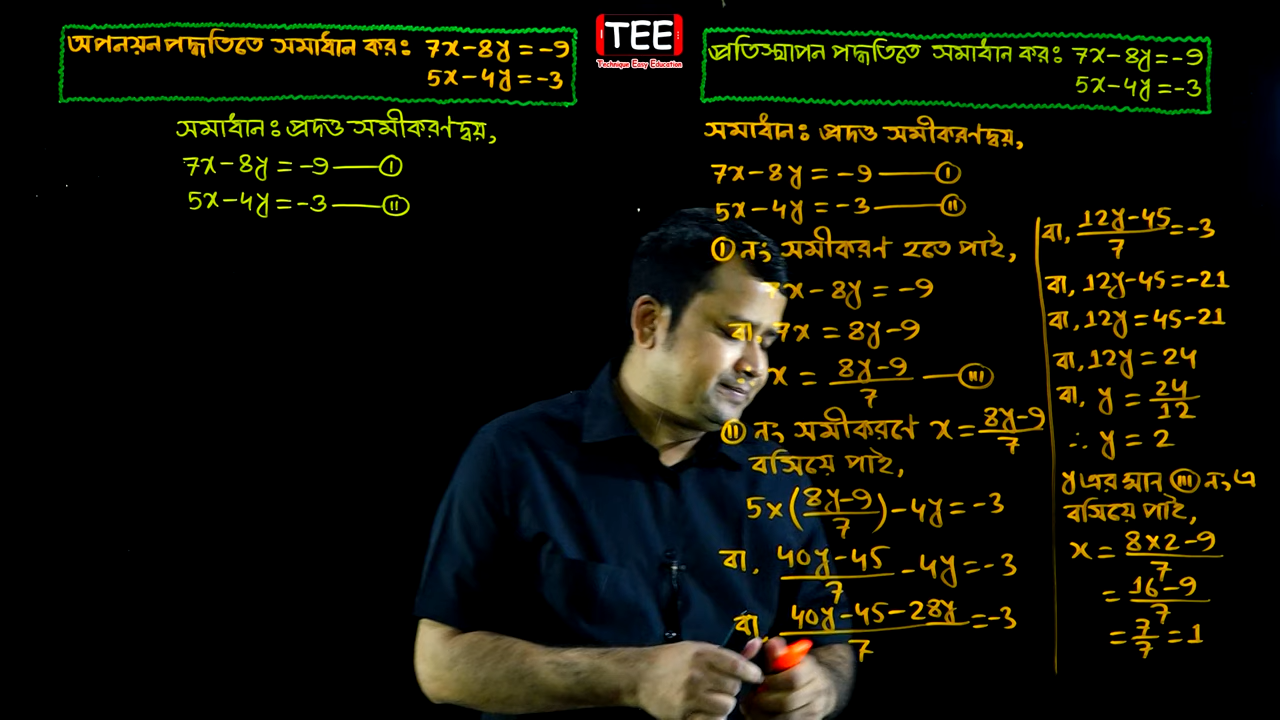 অপনয়ন পদ্ধতিতে সমাধান কর: 7x-8y=-9
5x-4y=-3
সমাধান: প্রদত্ত সমীকরণদ্বয়,
7x-8y=-9 — (I)
5x-4y=-3 — (II)
TEE
Technique Easy Education
প্রতিস্থাপন পদ্ধতিতে সমাধান কর: 7x-8y=-9
5x-4y=-3
সমাধান: প্রদত্ত সমীকরণদ্বয়,
7x-8y=-9 — (I)
5x-4y=-3 — (II)
(I) নং সমীকরণ হতে পাই,
7x-8y=-9
বা, 7x=8y-9
x=(8y-9)/7 — (III)
(II) নং সমীকরণে x=(8y-9)/7
বসিয়ে পাই,
5×((8y-9)/7)-4y=-3
বা, (40y-45)/7-4y=-3
বা, (40y-45-28y)/7=-3
বা, (12y-45)/7=-3
বা, 12y-45=-21
বা, 12y=45-21
বা, 12y=24
বা, y=24/12
∴ y=2
y এর মান (III) নং এ
বসিয়ে পাই,
x=(8×2-9)/7
=(16-9)/7
=7/7=1